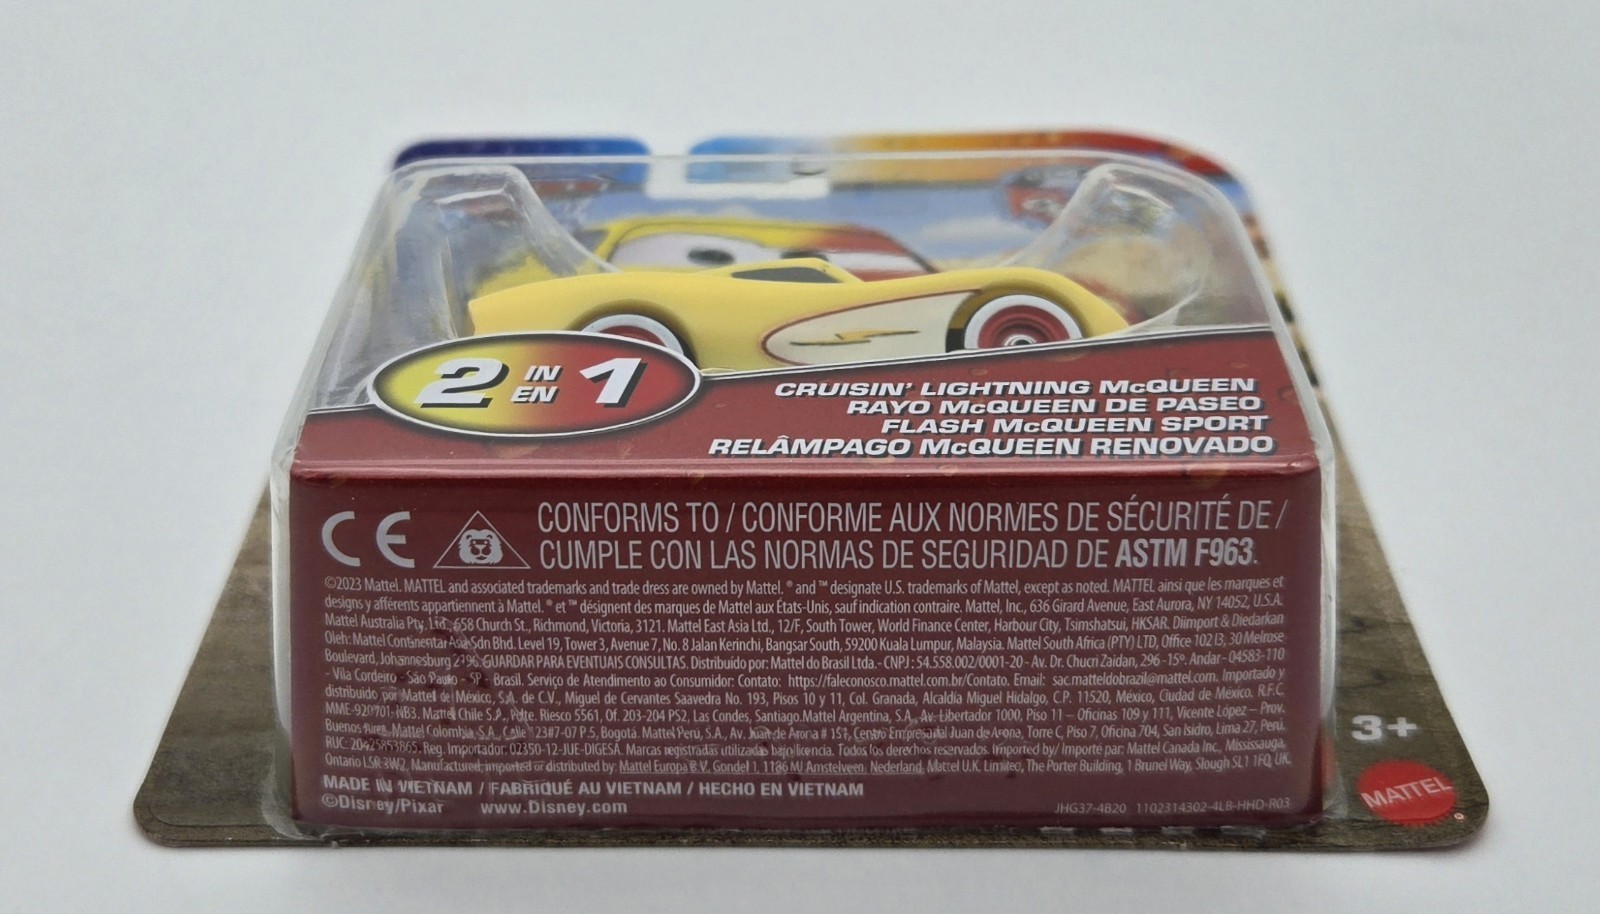 2 IN EN 1
CRUISIN' LIGHTNING McQUEEN
RAYO McQUEEN DE PASEO
FLASH McQUEEN SPORT
RELÂMPAGO McQUEEN RENOVADO
CE CONFORMS TO / CONFORME AUX NORMES DE SÉCURITÉ DE /
CUMPLE CON LAS NORMAS DE SEGURIDAD DE ASTM F963.
©2023 Mattel. MATTEL and associated trademarks and trade dress are owned by Mattel. ® and ™ designate U.S. trademarks of Mattel, except as noted. MATTEL ainsi que les marques et
designs y afférents appartiennent à Mattel. ® et ™ désignent des marques de Mattel aux États-Unis, sauf indication contraire. Mattel, Inc., 636 Girard Avenue, East Aurora, NY 14052, U.S.A.
Mattel Australia Pty. Ltd., 658 Church St., Richmond, Victoria, 3121. Mattel East Asia Ltd., 12/F, South Tower, World Finance Center, Harbour City, Tsimshatsui, HKSAR. Diimport & Diedarkan
Oleh: Mattel Continental Asia Sdn Bhd. Level 19, Tower 3, Avenue 7, No. 8 Jalan Kerinchi, Bangsar South, 59200 Kuala Lumpur, Malaysia. Mattel South Africa (PTY) LTD, Office 102 I3, 30 Melrose
Boulevard, Johannesburg 2196. GUARDAR PARA EVENTUAIS CONSULTAS. Distribuído por: Mattel do Brasil Ltda. - CNPJ : 54.558.002/0001-20 - Av. Dr. Chucri Zaidan, 296 - 15º. Andar - 04583-110
- Vila Cordeiro - São Paulo - SP - Brasil. Serviço de Atendimento ao Consumidor: Contato: https://faleconosco.mattel.com.br/Contato. Email: sac.matteldobrazil@mattel.com. Importado y
distribuido por Mattel de México, S.A. de C.V., Miguel de Cervantes Saavedra No. 193, Pisos 10 y 11, Col. Granada, Alcaldía Miguel Hidalgo, C.P. 11520, México, Ciudad de México. R.F.C.
MME-920701-NB3. Mattel Chile S.A., Pdte. Riesco 5561, Of. 203-204 PS2, Las Condes, Santiago. Mattel Argentina, S.A., Av. Libertador 1000, Piso 11 – Oficinas 109 y 111, Vicente López – Prov.
Buenos Aires. Mattel Colombia, S.A., Calle 123#7-07 P.5, Bogotá. Mattel Perú, S.A., Av. Juan de Arona # 151, Centro Empresarial Juan de Arona, Torre C, Piso 7, Oficina 704, San Isidro, Lima 27, Perú.
RUC: 20425853865. Reg. Importador: 02350-12-JUE-DIGESA. Marcas registradas utilizadas bajo licencia. Todos los derechos reservados. Imported by/ Importé par: Mattel Canada Inc., Mississauga,
Ontario L5R 3W2. Manufactured, imported or distributed by: Mattel Europa B.V. Gondel 1, 1186 MJ Amstelveen, Nederland. Mattel U.K. Limited, The Porter Building, 1 Brunel Way, Slough SL1 1FQ, UK.
MADE IN VIETNAM / FABRIQUÉ AU VIETNAM / HECHO EN VIETNAM
©Disney/Pixar www.Disney.com
JHG37-4B20 1102314302-4LB-HHD-R03
3+
MATTEL